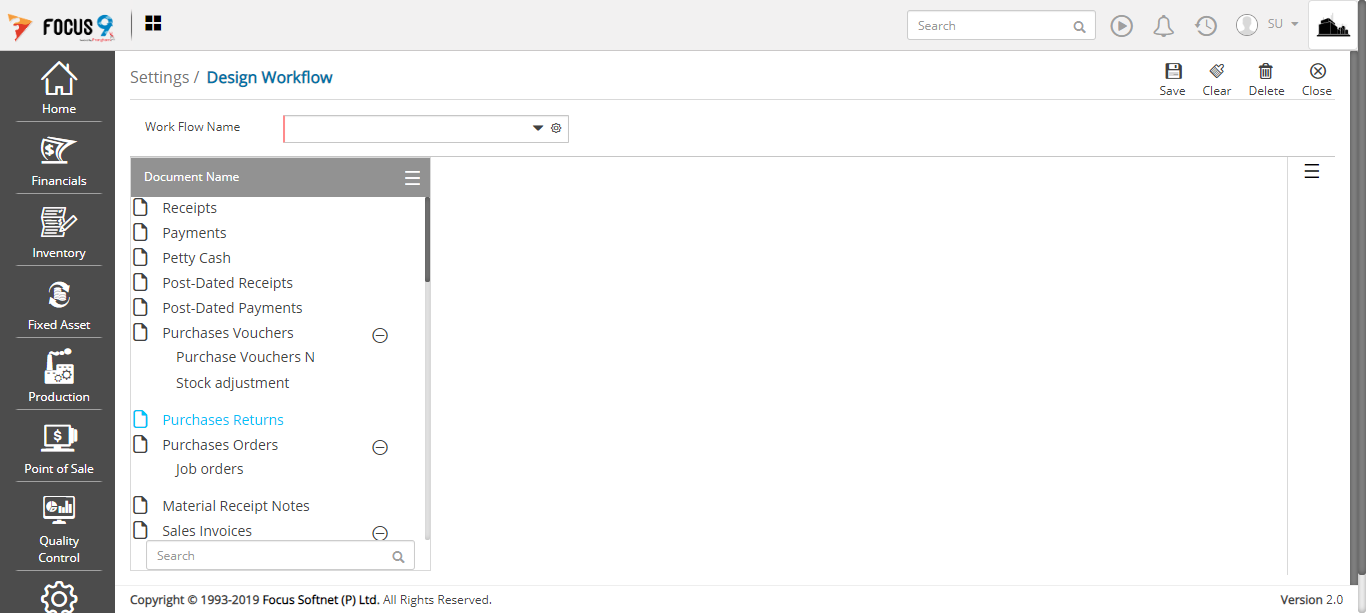 FOCUS 9
Search
SU
Home
Financials
Inventory
Fixed Asset
Production
Point of Sale
Quality
Control
Settings / Design Workflow
Save
Clear
Delete
Close
Work Flow Name
Document Name
Receipts
Payments
Petty Cash
Post-Dated Receipts
Post-Dated Payments
Purchases Vouchers
Purchase Vouchers N
Stock adjustment
Purchases Returns
Purchases Orders
Job orders
Material Receipt Notes
Sales Invoices
Search
Copyright © 1993-2019 Focus Softnet (P) Ltd. All Rights Reserved.
Version 2.0